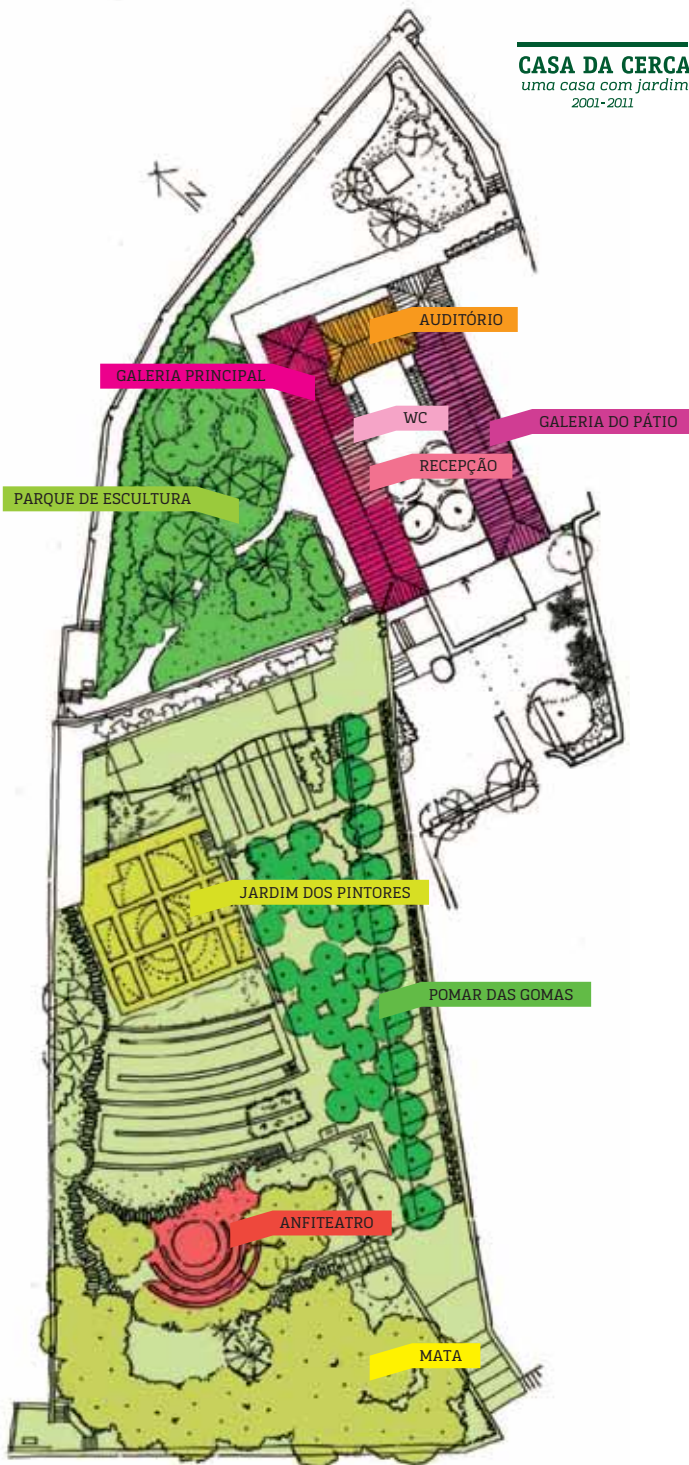 CASA DA CERCA
uma casa com jardim
2001-2011
N
AUDITÓRIO
GALERIA PRINCIPAL
WC
GALERIA DO PÁTIO
RECEPÇÃO
PARQUE DE ESCULTURA
JARDIM DOS PINTORES
POMAR DAS GOMAS
ANFITEATRO
MATA